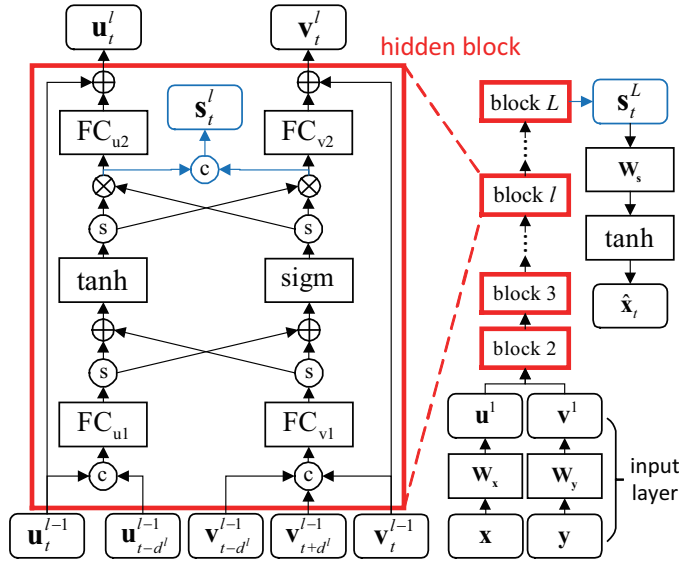 u_t^l
v_t^l
hidden block
s_t^l
FC_u2
FC_v2
c
s
s
tanh
sigm
s
s
FC_u1
FC_v1
c
c
u_t^{l−1}
u_{t−d^l}^{l−1}
v_{t−d^l}^{l−1}
v_{t+d^l}^{l−1}
v_t^{l−1}
block L
s_t^L
w_s
block l
tanh
block 3
x̂_t
block 2
u^1
v^1
W_x
W_y
input
layer
x
y